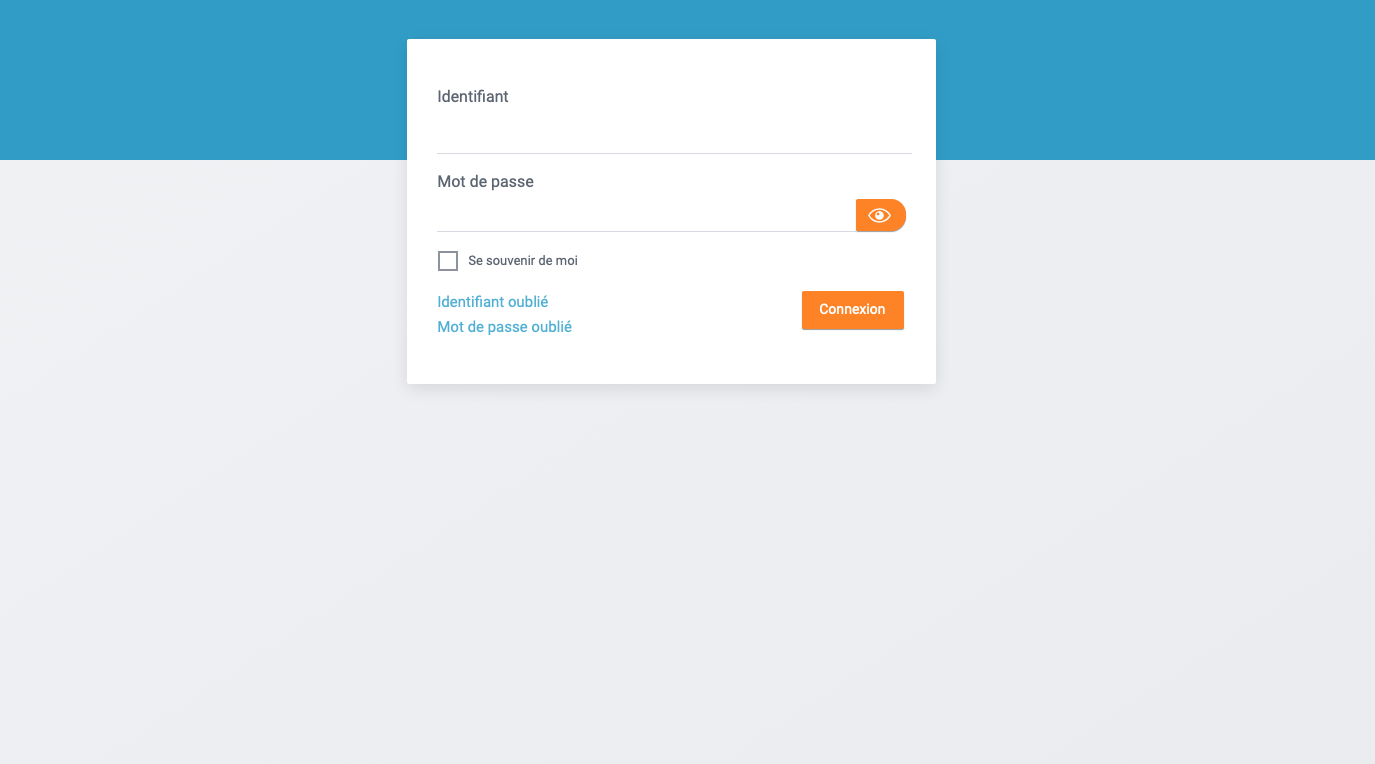 Identifiant
Mot de passe
Se souvenir de moi
Identifiant oublié
Connexion
Mot de passe oublié